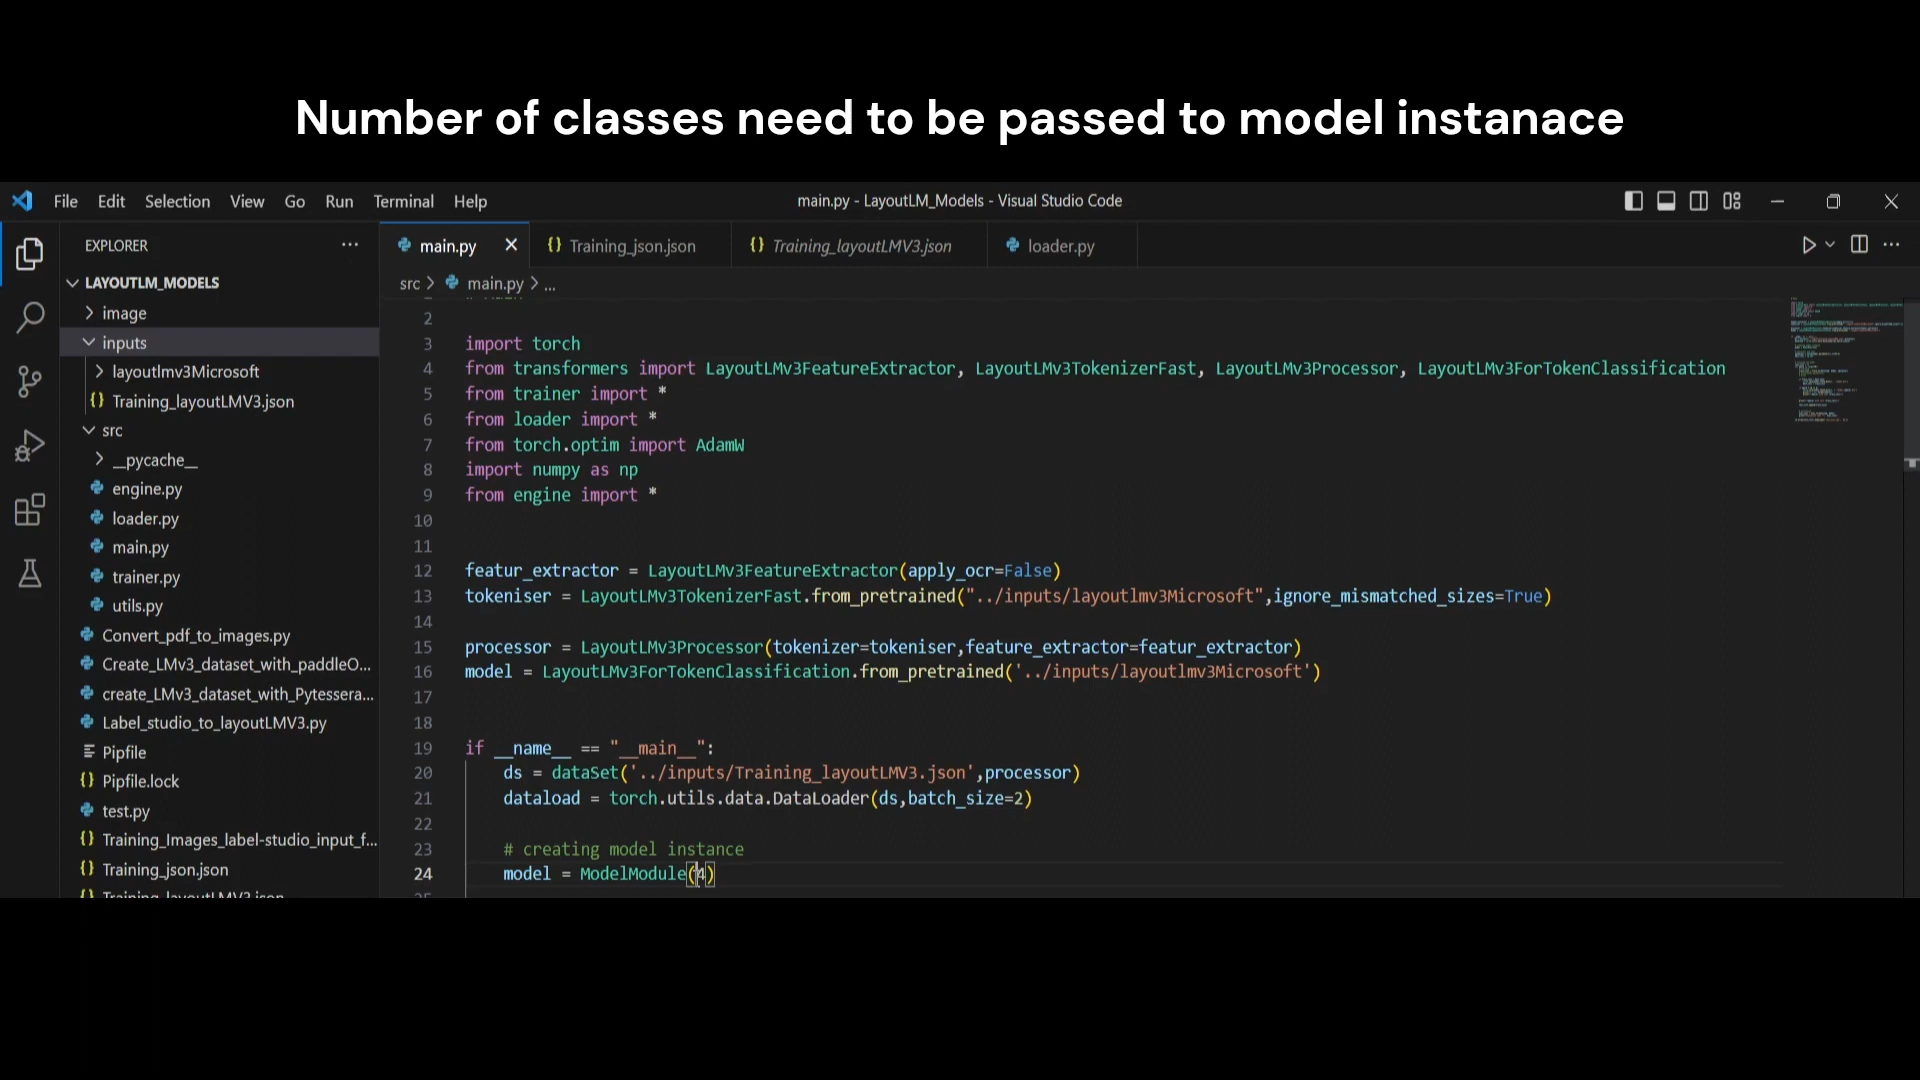 Number of classes need to be passed to model instanace
File Edit Selection View Go Run Terminal Help
main.py - LayoutLM_Models - Visual Studio Code
EXPLORER
main.py
Training_json.json
Training_layoutLMV3.json
loader.py
LAYOUTLM_MODELS
image
inputs
layoutlmv3Microsoft
Training_layoutLMV3.json
src
__pycache__
engine.py
loader.py
main.py
trainer.py
utils.py
Convert_pdf_to_images.py
Create_LMv3_dataset_with_paddleO...
create_LMv3_dataset_with_Pytessera...
Label_studio_to_layoutLMV3.py
Pipfile
Pipfile.lock
test.py
Training_Images_label-studio_input_f...
Training_json.json
Training_layoutLMV3.json
src > main.py > ...
2
3 import torch
4 from transformers import LayoutLMv3FeatureExtractor, LayoutLMv3TokenizerFast, LayoutLMv3Processor, LayoutLMv3ForTokenClassification
5 from trainer import *
6 from loader import *
7 from torch.optim import AdamW
8 import numpy as np
9 from engine import *
10
11
12 featur_extractor = LayoutLMv3FeatureExtractor(apply_ocr=False)
13 tokeniser = LayoutLMv3TokenizerFast.from_pretrained("../inputs/layoutlmv3Microsoft",ignore_mismatched_sizes=True)
14
15 processor = LayoutLMv3Processor(tokenizer=tokeniser,feature_extractor=featur_extractor)
16 model = LayoutLMv3ForTokenClassification.from_pretrained('../inputs/layoutlmv3Microsoft')
17
18
19 if __name__ == "__main__":
20 ds = dataSet('../inputs/Training_layoutLMV3.json',processor)
21 dataload = torch.utils.data.DataLoader(ds,batch_size=2)
22
23 # creating model instance
24 model = ModelModule(4)